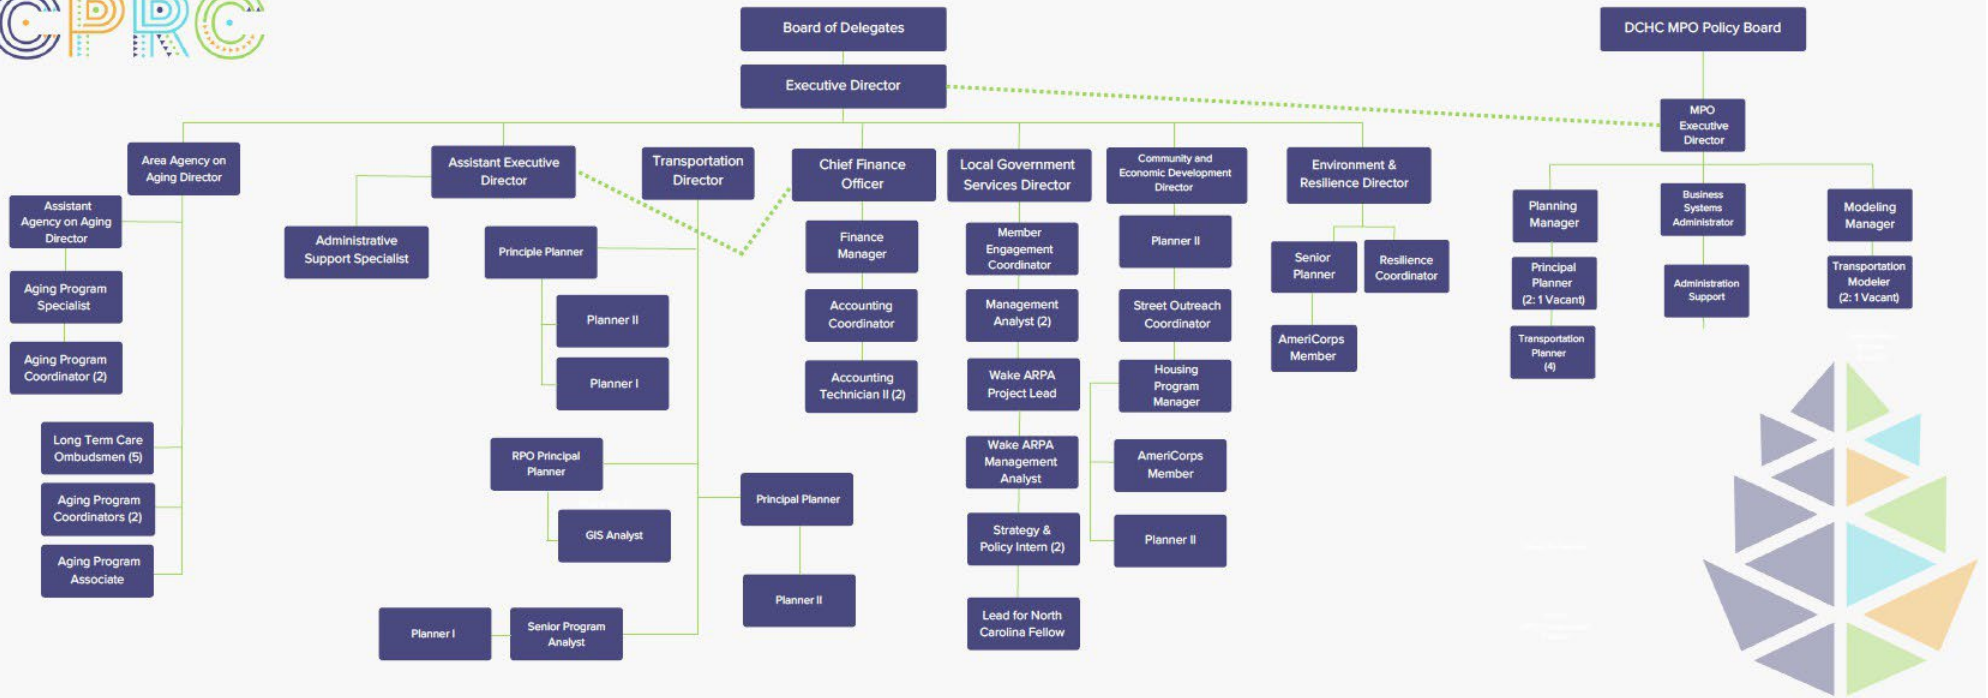 CPRC
Board of Delegates
Executive Director
DCHC MPO Policy Board
MPO
Executive
Director
Area Agency on
Aging Director
Assistant
Agency on Aging
Director
Aging Program
Specialist
Aging Program
Coordinator (2)
Long Term Care
Ombudsmen (5)
Aging Program
Coordinators (2)
Aging Program
Associate
Assistant Executive
Director
Administrative
Support Specialist
Transportation
Director
Principle Planner
Planner II
Planner I
RPO Principal
Planner
GIS Analyst
Principal Planner
Planner II
Senior Program
Analyst
Planner I
Chief Finance
Officer
Finance
Manager
Accounting
Coordinator
Accounting
Technician II (2)
Local Government
Services Director
Member
Engagement
Coordinator
Management
Analyst (2)
Wake ARPA
Project Lead
Wake ARPA
Management
Analyst
Strategy &
Policy Intern (2)
Lead for North
Carolina Fellow
Community and
Economic Development
Director
Planner II
Street Outreach
Coordinator
Housing
Program
Manager
AmeriCorps
Member
Planner II
Environment &
Resilience Director
Senior
Planner
Resilience
Coordinator
AmeriCorps
Member
Planning
Manager
Principal
Planner
(2: 1 Vacant)
Transportation
Planner
(4)
Business
Systems
Administrator
Administration
Support
Modeling
Manager
Transportation
Modeler
(2: 1 Vacant)